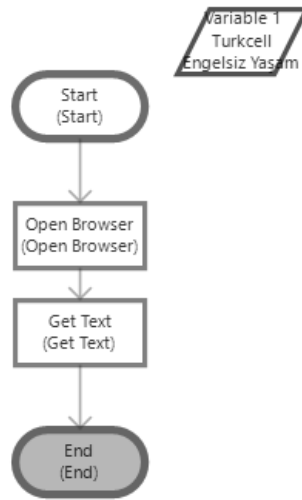 Variable 1
Turkcell
Engelsiz Yaşam
Start
(Start)
Open Browser
(Open Browser)
Get Text
(Get Text)
End
(End)